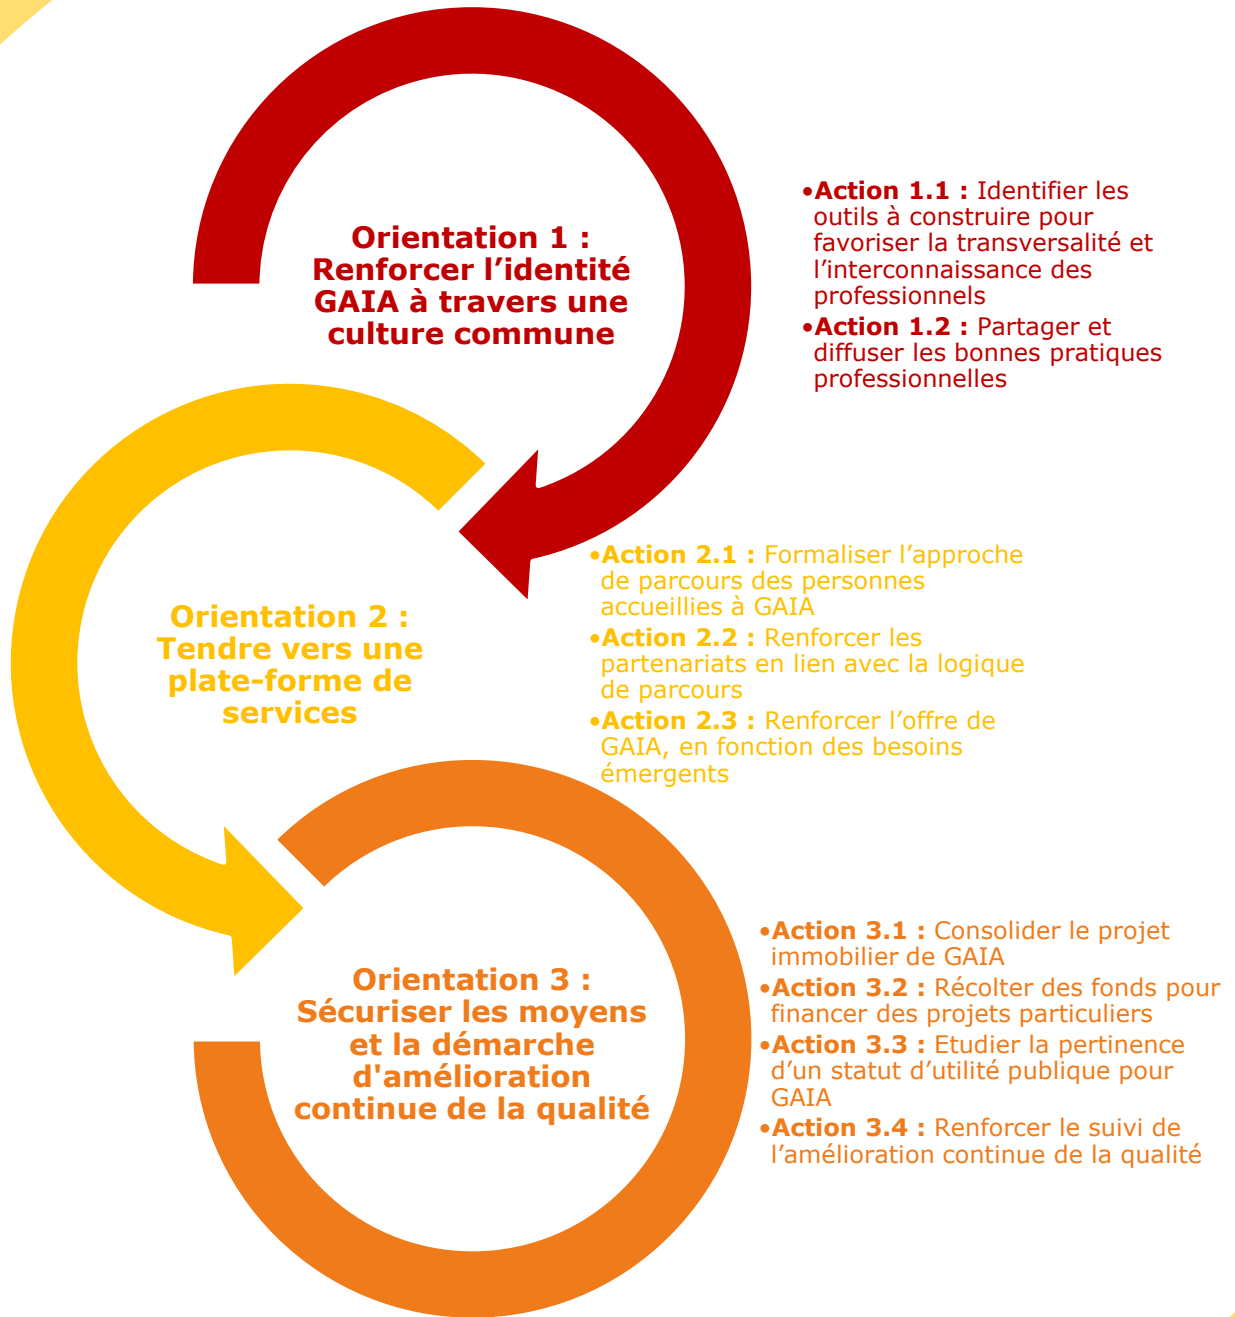 Orientation 1 :
Renforcer l’identité
GAIA à travers une
culture commune
•Action 1.1 : Identifier les
outils à construire pour
favoriser la transversalité et
l’interconnaissance des
professionnels
•Action 1.2 : Partager et
diffuser les bonnes pratiques
professionnelles
Orientation 2 :
Tendre vers une
plate-forme de
services
•Action 2.1 : Formaliser l’approche
de parcours des personnes
accueillies à GAIA
•Action 2.2 : Renforcer les
partenariats en lien avec la logique
de parcours
•Action 2.3 : Renforcer l’offre de
GAIA, en fonction des besoins
émergents
Orientation 3 :
Sécuriser les moyens
et la démarche
d'amélioration
continue de la qualité
•Action 3.1 : Consolider le projet
immobilier de GAIA
•Action 3.2 : Récolter des fonds pour
financer des projets particuliers
•Action 3.3 : Etudier la pertinence
d’un statut d’utilité publique pour
GAIA
•Action 3.4 : Renforcer le suivi de
l’amélioration continue de la qualité